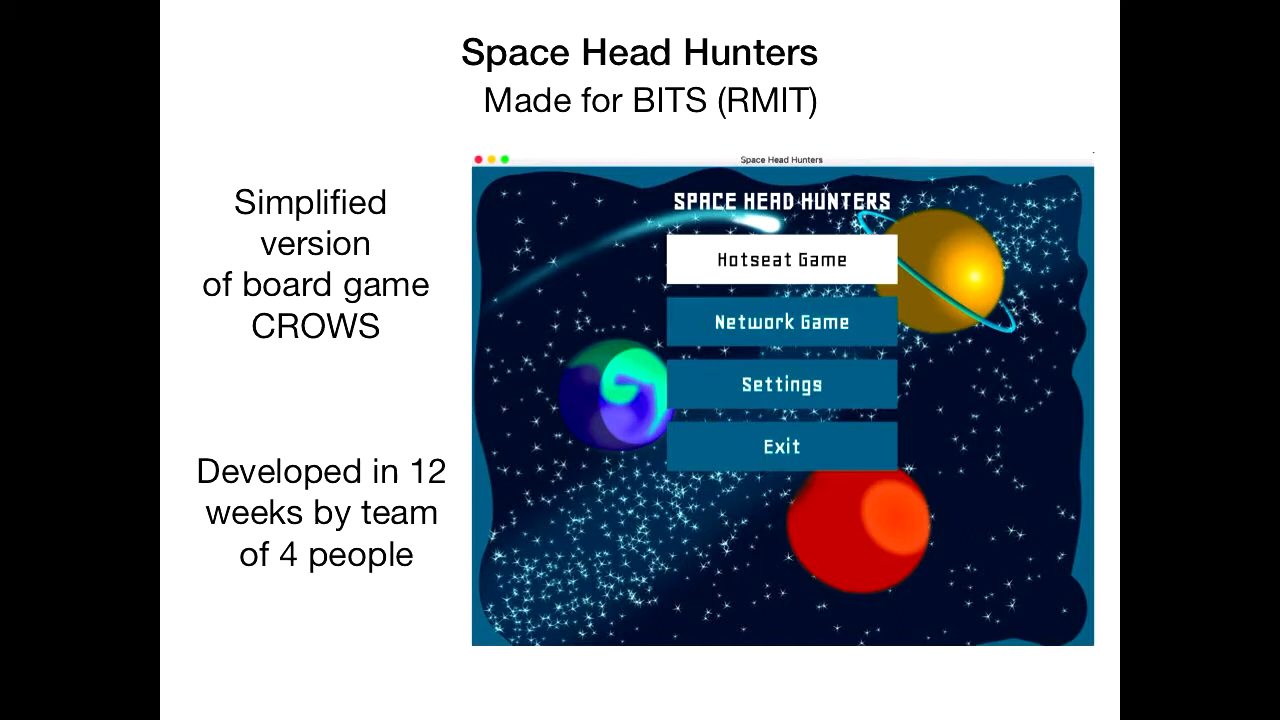 Space Head Hunters
Made for BITS (RMIT)
Simplified
version
of board game
CROWS
Developed in 12
weeks by team
of 4 people
Space Head Hunters
SPACE HEAD HUNTERS
Hotseat Game
Network Game
Settings
Exit